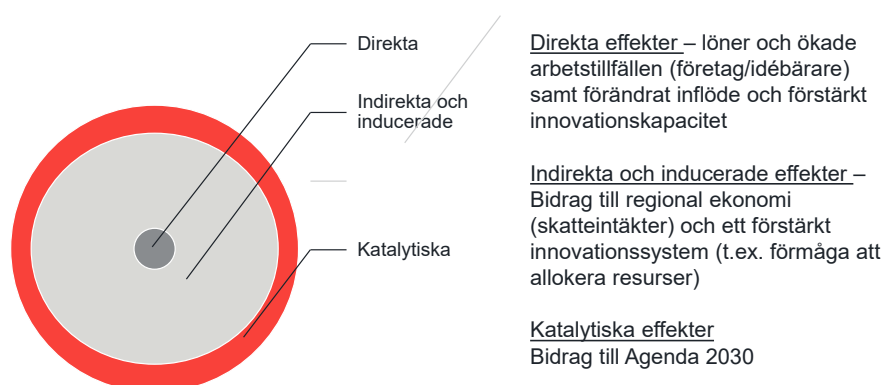 Direkta
Indirekta och
inducerade
Katalytiska
Direkta effekter – löner och ökade
arbetstillfällen (företag/idébärare)
samt förändrat inflöde och förstärkt
innovationskapacitet
Indirekta och inducerade effekter –
Bidrag till regional ekonomi
(skatteintäkter) och ett förstärkt
innovationssystem (t.ex. förmåga att
allokera resurser)
Katalytiska effekter
Bidrag till Agenda 2030